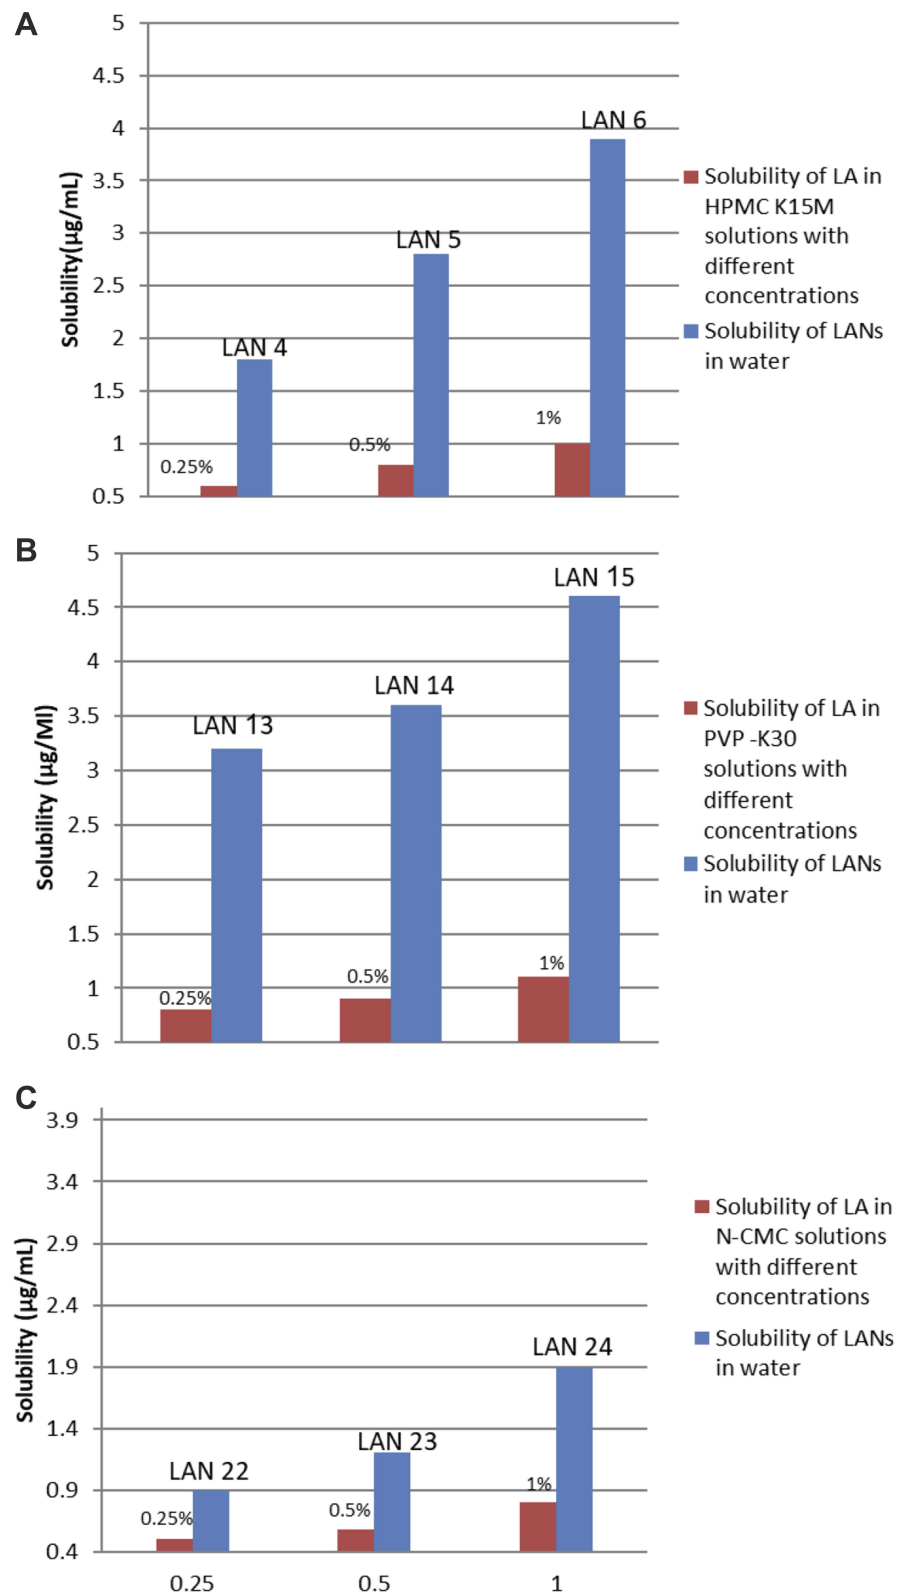 A
5
4.5
4
3.5
3
2.5
2
1.5
1
0.5
Solubility(µg/mL)
LAN 4
LAN 5
LAN 6
0.25%
0.5%
1%
Solubility of LA in
HPMC K15M
solutions with
different
concentrations
Solubility of LANs
in water
B
5
4.5
4
3.5
3
2.5
2
1.5
1
0.5
Solubility (µg/Ml)
LAN 13
LAN 14
LAN 15
0.25%
0.5%
1%
Solubility of LA in
PVP -K30
solutions with
different
concentrations
Solubility of LANs
in water
C
3.9
3.4
2.9
2.4
1.9
1.4
0.9
0.4
Solubility (µg/mL)
LAN 22
LAN 23
LAN 24
0.25%
0.5%
1%
0.25
0.5
1
Solubility of LA in
N-CMC solutions
with different
concentrations
Solubility of LANs
in water